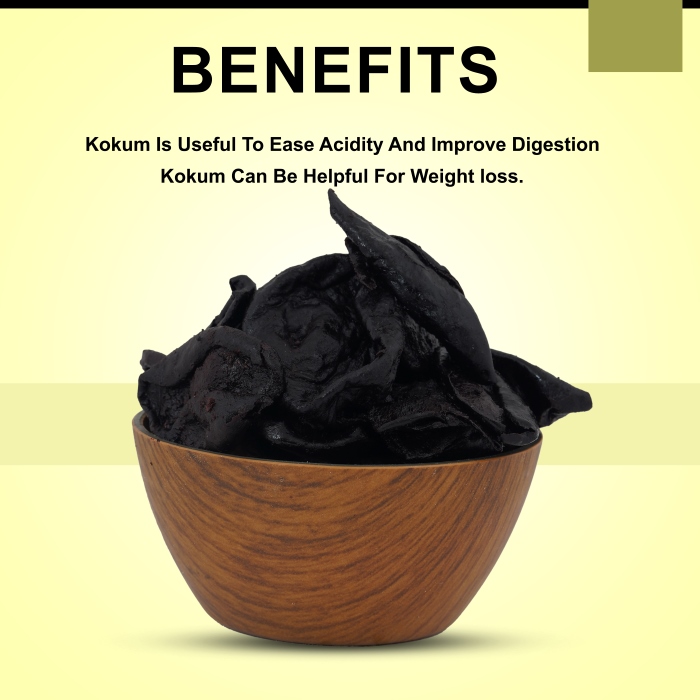 BENEFITS
Kokum Is Useful To Ease Acidity And Improve Digestion
Kokum Can Be Helpful For Weight loss.